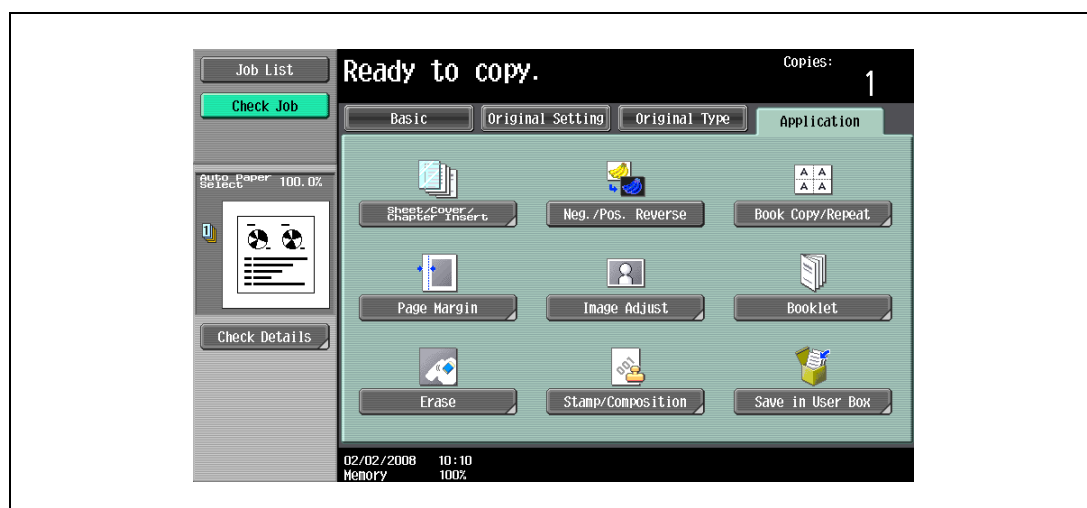 Job List
Check Job
Ready to copy.
Copies:
1
Basic
Original Setting
Original Type
Application
Auto Paper
Select
100.0%
1
Sheet/Cover/
Chapter Insert
Neg./Pos. Reverse
A A
A A
Book Copy/Repeat
Page Margin
Image Adjust
Booklet
Check Details
Erase
001
Stamp/Composition
Save in User Box
02/02/2008 10:10
Memory 100%